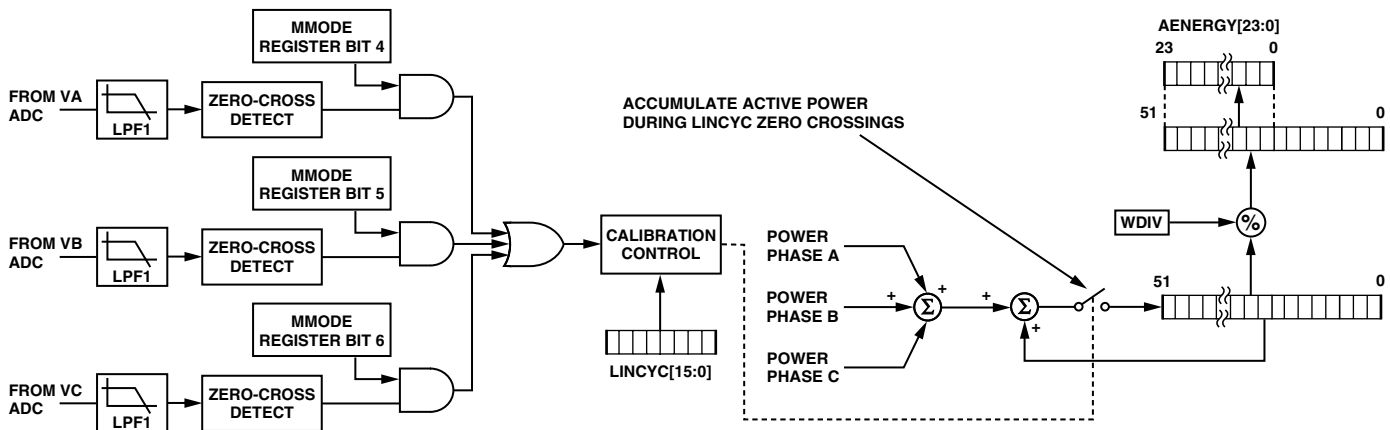 MMODE
REGISTER BIT 4
FROM VA
ADC
LPF1
ZERO-CROSS
DETECT
MMODE
REGISTER BIT 5
FROM VB
ADC
LPF1
ZERO-CROSS
DETECT
MMODE
REGISTER BIT 6
FROM VC
ADC
LPF1
ZERO-CROSS
DETECT
CALIBRATION
CONTROL
LINCYC[15:0]
ACCUMULATE ACTIVE POWER
DURING LINCYC ZERO CROSSINGS
POWER
PHASE A
POWER
PHASE B
POWER
PHASE C
+
+
Σ
+
Σ
+
AENERGY[23:0]
23 0
51 0
WDIV
%
51 0